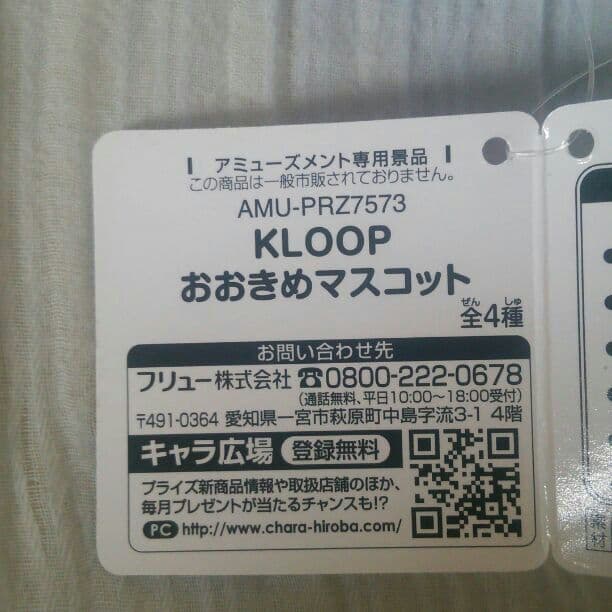 アミューズメント専用景品
この商品は一般市販されておりません。
AMU-PRZ7573
KLOOP
おおきめマスコット
ぜん しゅ
全4種
お問い合わせ先
フリュー株式会社 ☎0800-222-0678
(通話無料、平日10:00〜18:00受付)
〒491-0364 愛知県一宮市萩原町中島字流3-1 4階
キャラ広場 登録無料
プライズ新商品情報や取扱店舗のほか、
毎月プレゼントが当たるチャンスも!?
PC http://www.chara-hiroba.com/
素材